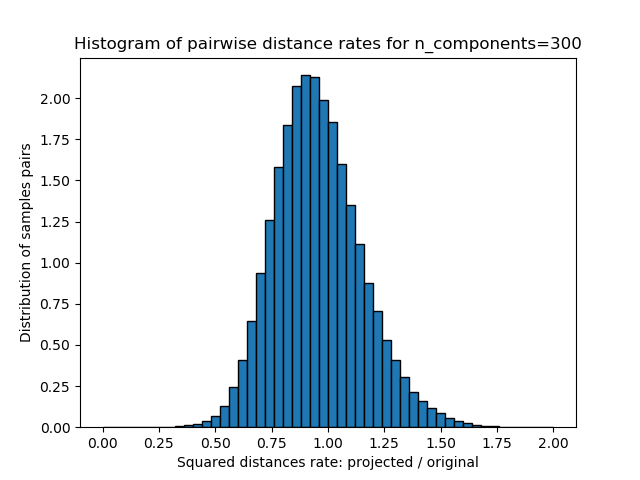 Histogram of pairwise distance rates for n_components=300
2.00
1.75
1.50
1.25
1.00
0.75
0.50
0.25
0.00
Distribution of samples pairs
0.00 0.25 0.50 0.75 1.00 1.25 1.50 1.75 2.00
Squared distances rate: projected / original